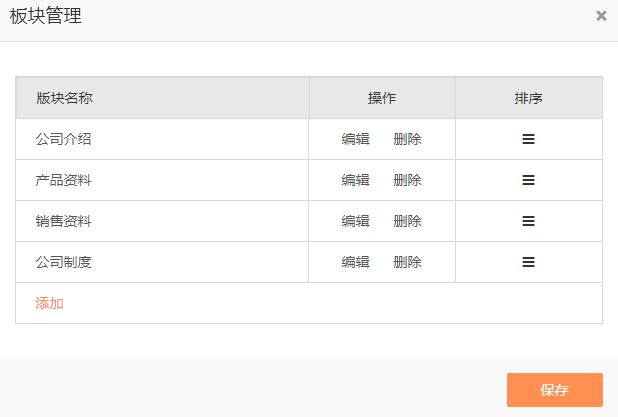 板块管理
版块名称 操作 排序
公司介绍 编辑 删除
产品资料 编辑 删除
销售资料 编辑 删除
公司制度 编辑 删除
添加
保存